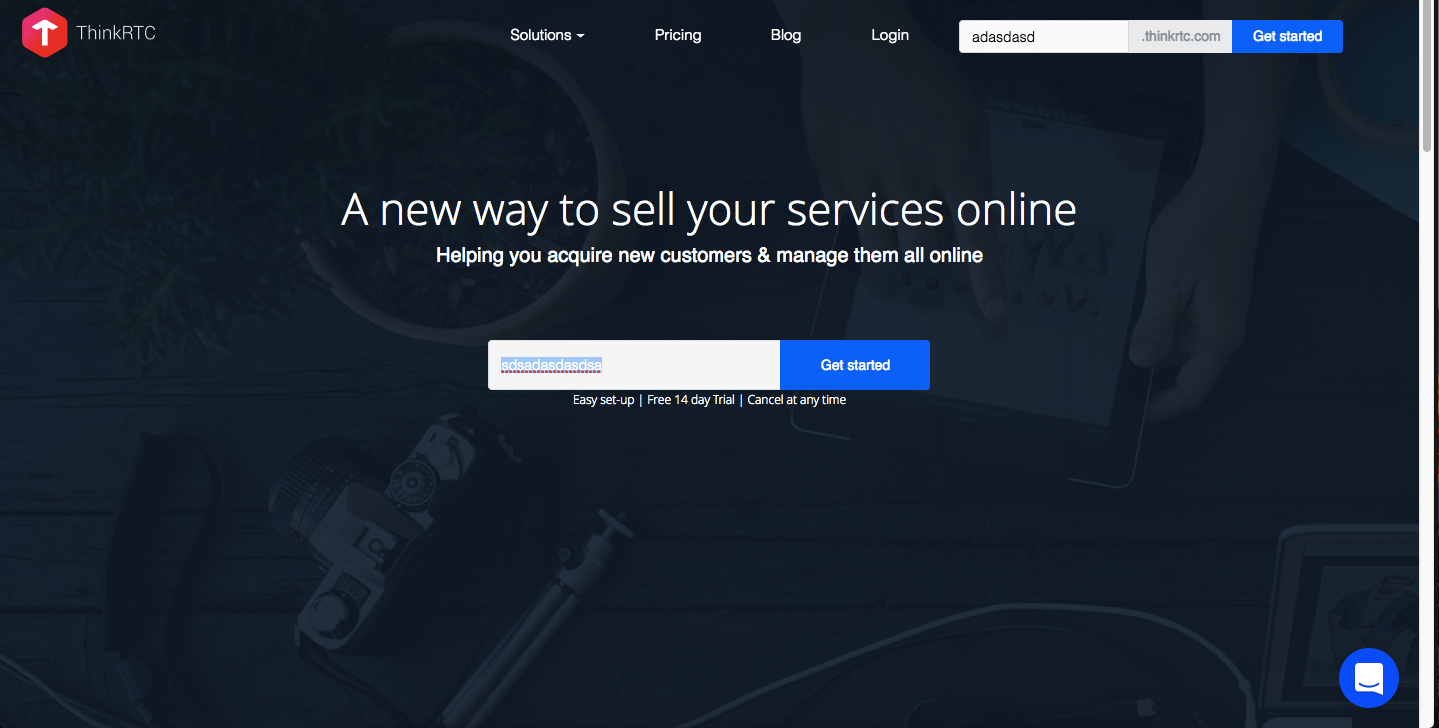 ThinkRTC
Solutions Pricing Blog Login adasdasd .thinkrtc.com Get started
A new way to sell your services online
Helping you acquire new customers & manage them all online
sdsadasdasdsa Get started
Easy set-up | Free 14 day Trial | Cancel at any time